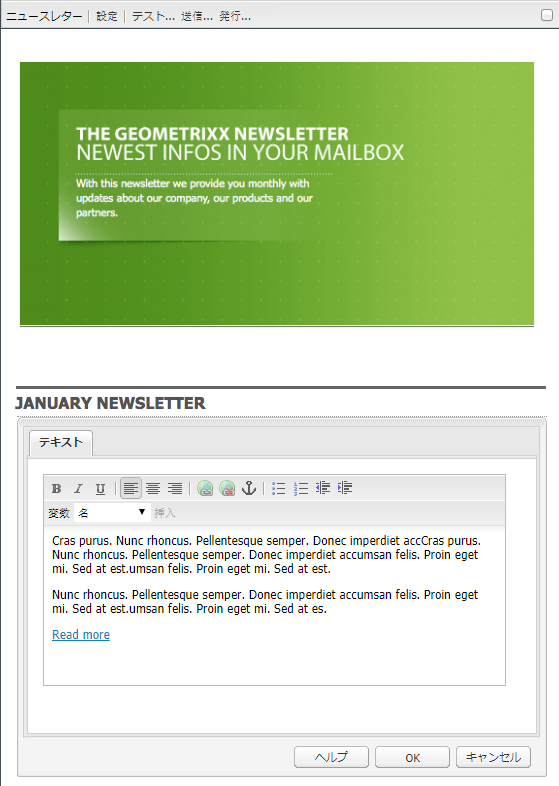 ニュースレター 設定 テスト... 送信... 発行...
THE GEOMETRIXX NEWSLETTER
NEWEST INFOS IN YOUR MAILBOX
With this newsletter we provide you monthly with
updates about our company, our products and our
partners.
JANUARY NEWSLETTER
テキスト
B I U
変数 名 挿入
Cras purus. Nunc rhoncus. Pellentesque semper. Donec imperdiet accCras purus.
Nunc rhoncus. Pellentesque semper. Donec imperdiet accumsan felis. Proin eget
mi. Sed at est.umsan felis. Proin eget mi. Sed at est.
Nunc rhoncus. Pellentesque semper. Donec imperdiet accumsan felis. Proin eget
mi. Sed at est.umsan felis. Proin eget mi. Sed at es.
Read more
ヘルプ OK キャンセル